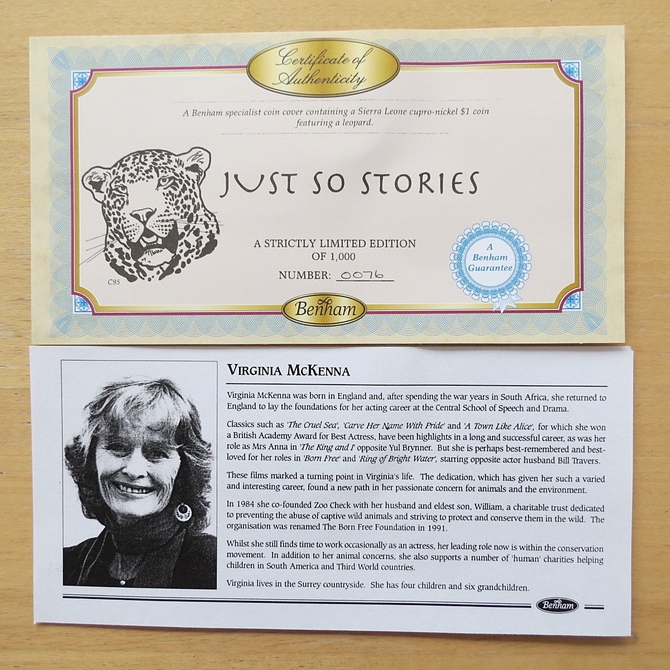 Certificate of
Authenticity
A Benham specialist coin cover containing a Sierra Leone cupro-nickel $1 coin
featuring a leopard.
JUST SO STORIES
A STRICTLY LIMITED EDITION
OF 1,000
NUMBER: 0076
A
Benham
Guarantee
C95
Benham
VIRGINIA MCKENNA
Virginia McKenna was born in England and, after spending the war years in South Africa, she returned to
England to lay the foundations for her acting career at the Central School of Speech and Drama.
Classics such as 'The Cruel Sea', 'Carve Her Name With Pride' and 'A Town Like Alice', for which she won
a British Academy Award for Best Actress, have been highlights in a long and successful career, as was her
role as Mrs Anna in 'The King and I' opposite Yul Brynner. But she is perhaps best-remembered and best-
loved for her roles in 'Born Free' and 'Ring of Bright Water', starring opposite actor husband Bill Travers.
These films marked a turning point in Virginia's life. The dedication, which has given her such a varied
and interesting career, found a new path in her passionate concern for animals and the environment.
In 1984 she co-founded Zoo Check with her husband and eldest son, William, a charitable trust dedicated
to preventing the abuse of captive wild animals and striving to protect and conserve them in the wild. The
organisation was renamed The Born Free Foundation in 1991.
Whilst she still finds time to work occasionally as an actress, her leading role now is within the conservation
movement. In addition to her animal concerns, she also supports a number of 'human' charities helping
children in South America and Third World countries.
Virginia lives in the Surrey countryside. She has four children and six grandchildren.
Benham